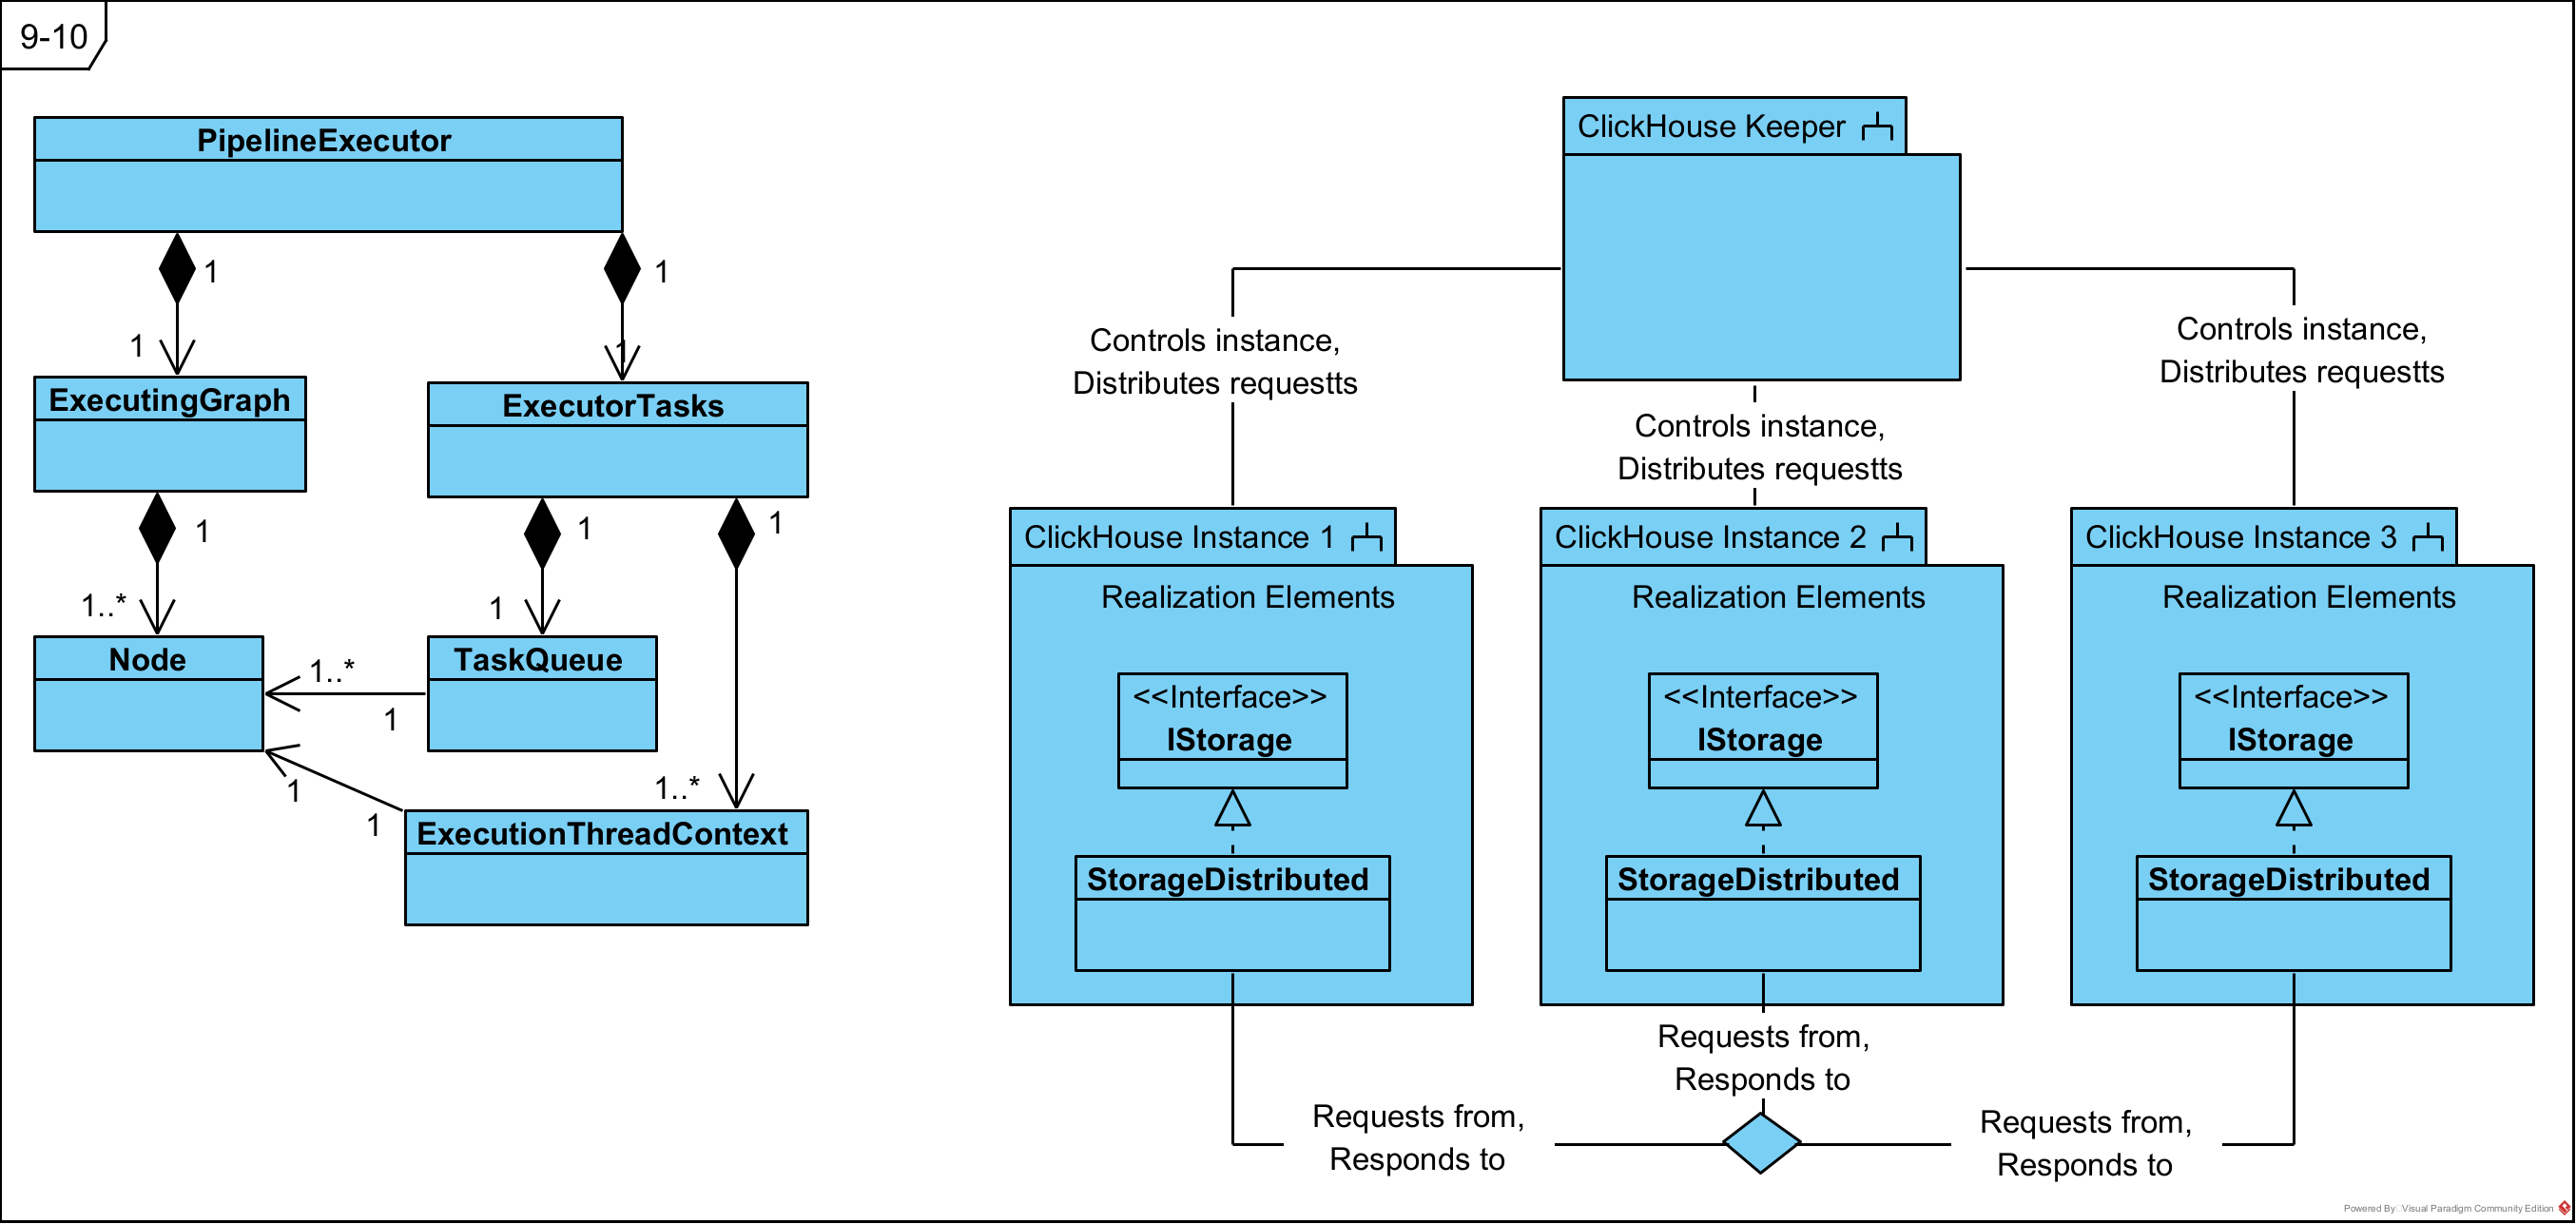 9-10
PipelineExecutor
1
1
1
1
ExecutingGraph
ExecutorTasks
1
1
1
1..*
1
Node
TaskQueue
1..*
1
1
1..*
1
ExecutionThreadContext
ClickHouse Keeper
Controls instance,
Distributes requestts
Controls instance,
Distributes requestts
Controls instance,
Distributes requestts
ClickHouse Instance 1
Realization Elements
<<Interface>>
IStorage
StorageDistributed
ClickHouse Instance 2
Realization Elements
<<Interface>>
IStorage
StorageDistributed
ClickHouse Instance 3
Realization Elements
<<Interface>>
IStorage
StorageDistributed
Requests from,
Responds to
Requests from,
Responds to
Requests from,
Responds to
Powered By Visual Paradigm Community Edition